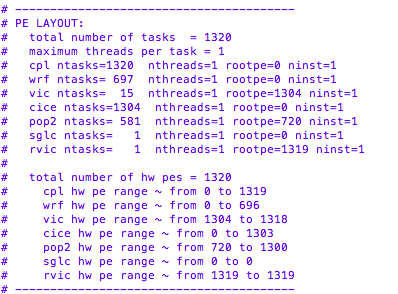 # ----------------------------------------
# PE LAYOUT:
#   total number of tasks  = 1320
#   maximum threads per task = 1
#   cpl ntasks=1320  nthreads=1 rootpe=0 ninst=1
#   wrf ntasks= 697  nthreads=1 rootpe=0 ninst=1
#   vic ntasks=  15  nthreads=1 rootpe=1304 ninst=1
#   cice ntasks=1304  nthreads=1 rootpe=0 ninst=1
#   pop2 ntasks= 581  nthreads=1 rootpe=720 ninst=1
#   sglc ntasks=   1  nthreads=1 rootpe=0 ninst=1
#   rvic ntasks=   1  nthreads=1 rootpe=1319 ninst=1
#
#   total number of hw pes = 1320
#     cpl hw pe range ~ from 0 to 1319
#     wrf hw pe range ~ from 0 to 696
#     vic hw pe range ~ from 1304 to 1318
#     cice hw pe range ~ from 0 to 1303
#     pop2 hw pe range ~ from 720 to 1300
#     sglc hw pe range ~ from 0 to 0
#     rvic hw pe range ~ from 1319 to 1319
# ----------------------------------------